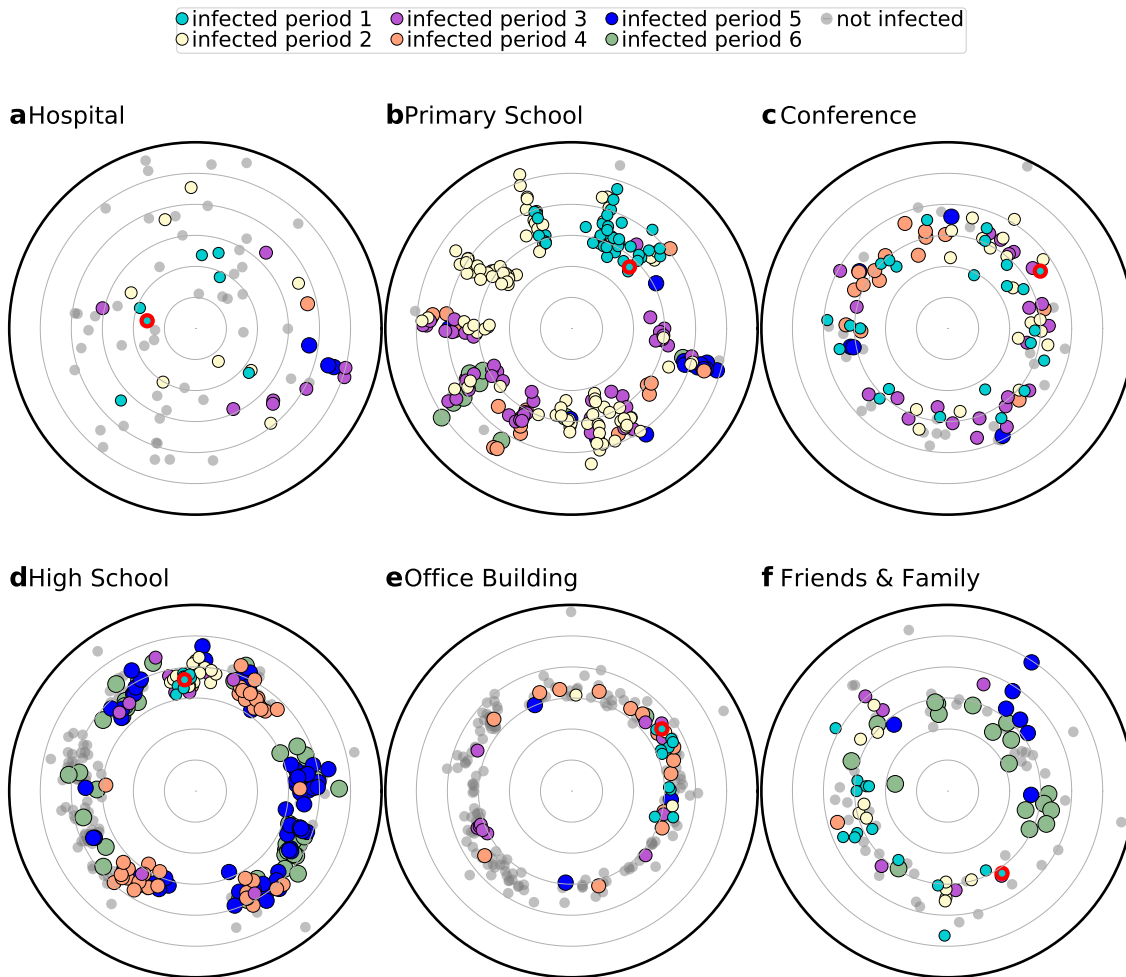 infected period 1 infected period 3 infected period 5 not infected
infected period 2 infected period 4 infected period 6
a Hospital
b Primary School
c Conference
d High School
e Office Building
f Friends & Family